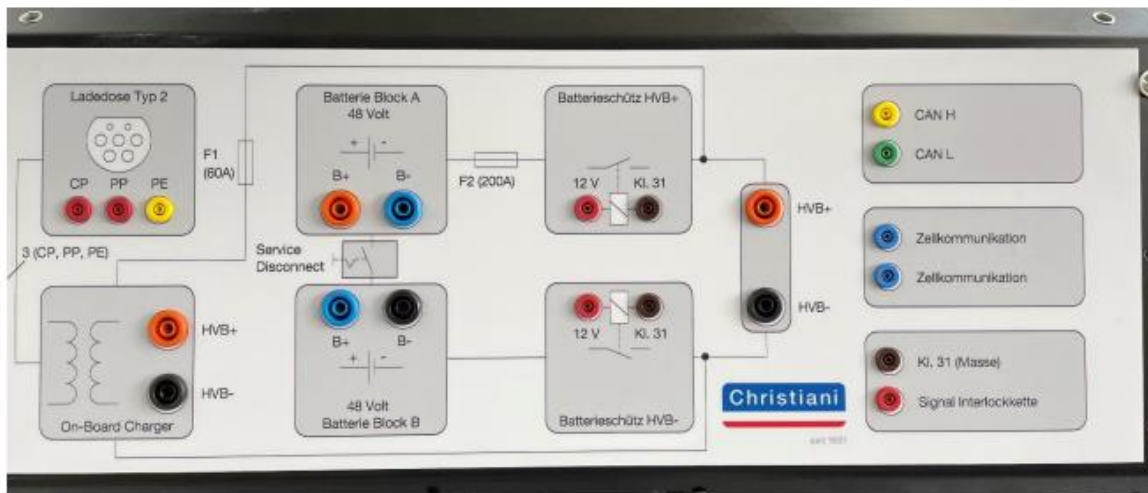 Ladedose Typ 2
CP PP PE
3 (CP, PP, PE)
F1
(60A)
Batterie Block A
48 Volt
+ -
B+ B-
Service
Disconnect
F2 (200A)
Batterieschütz HVB+
12 V Kl. 31
HVB+
HVB-
HVB+
HVB-
On-Board Charger
B+ B-
+ -
48 Volt
Batterie Block B
12 V Kl. 31
Batterieschütz HVB-
Christiani
CAN H
CAN L
Zellkommunikation
Zellkommunikation
Kl. 31 (Masse)
Signal Interlockkette